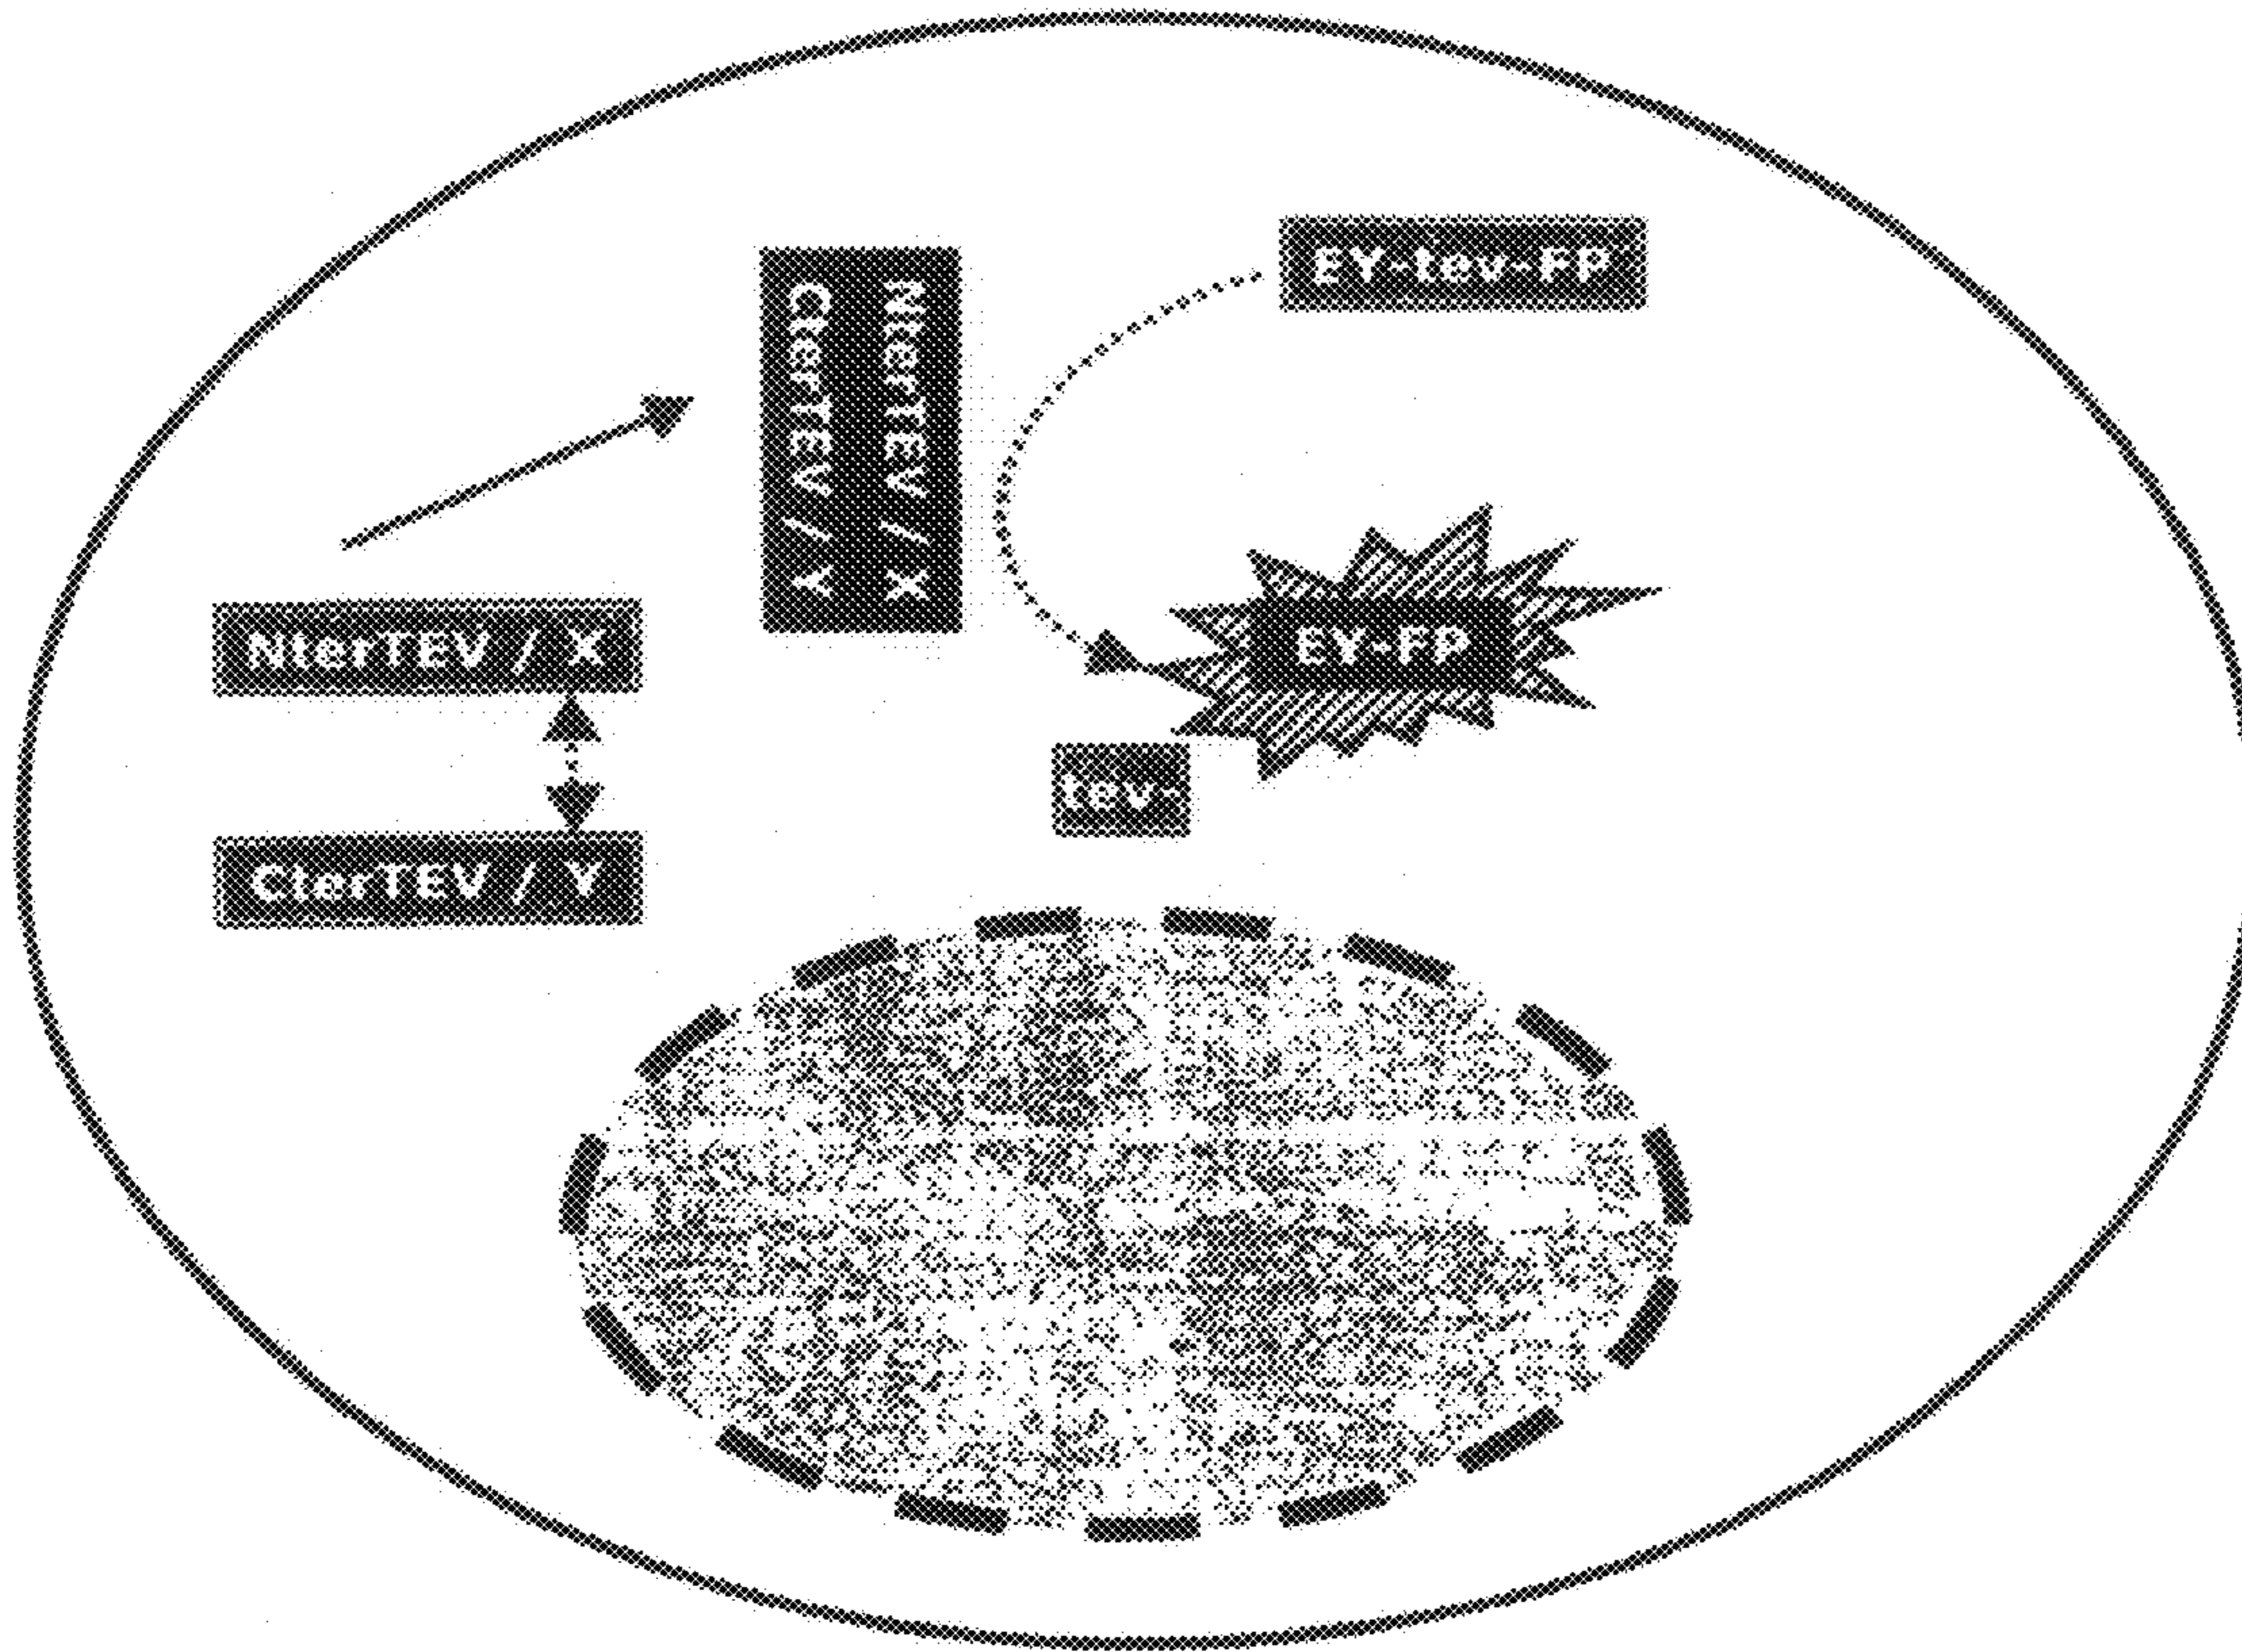 EY-tev-FP
NterTEV / X
CterTEV / Y
EY-FP
NterTEV / X
tev-
CterTEV / Y